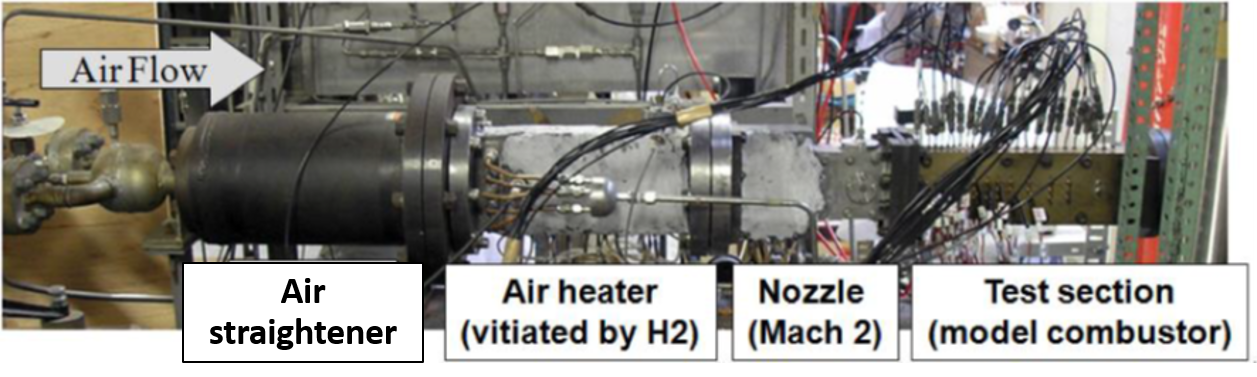 Air Flow
Air
straightener
Air heater
(vitiated by H2)
Nozzle
(Mach 2)
Test section
(model combustor)